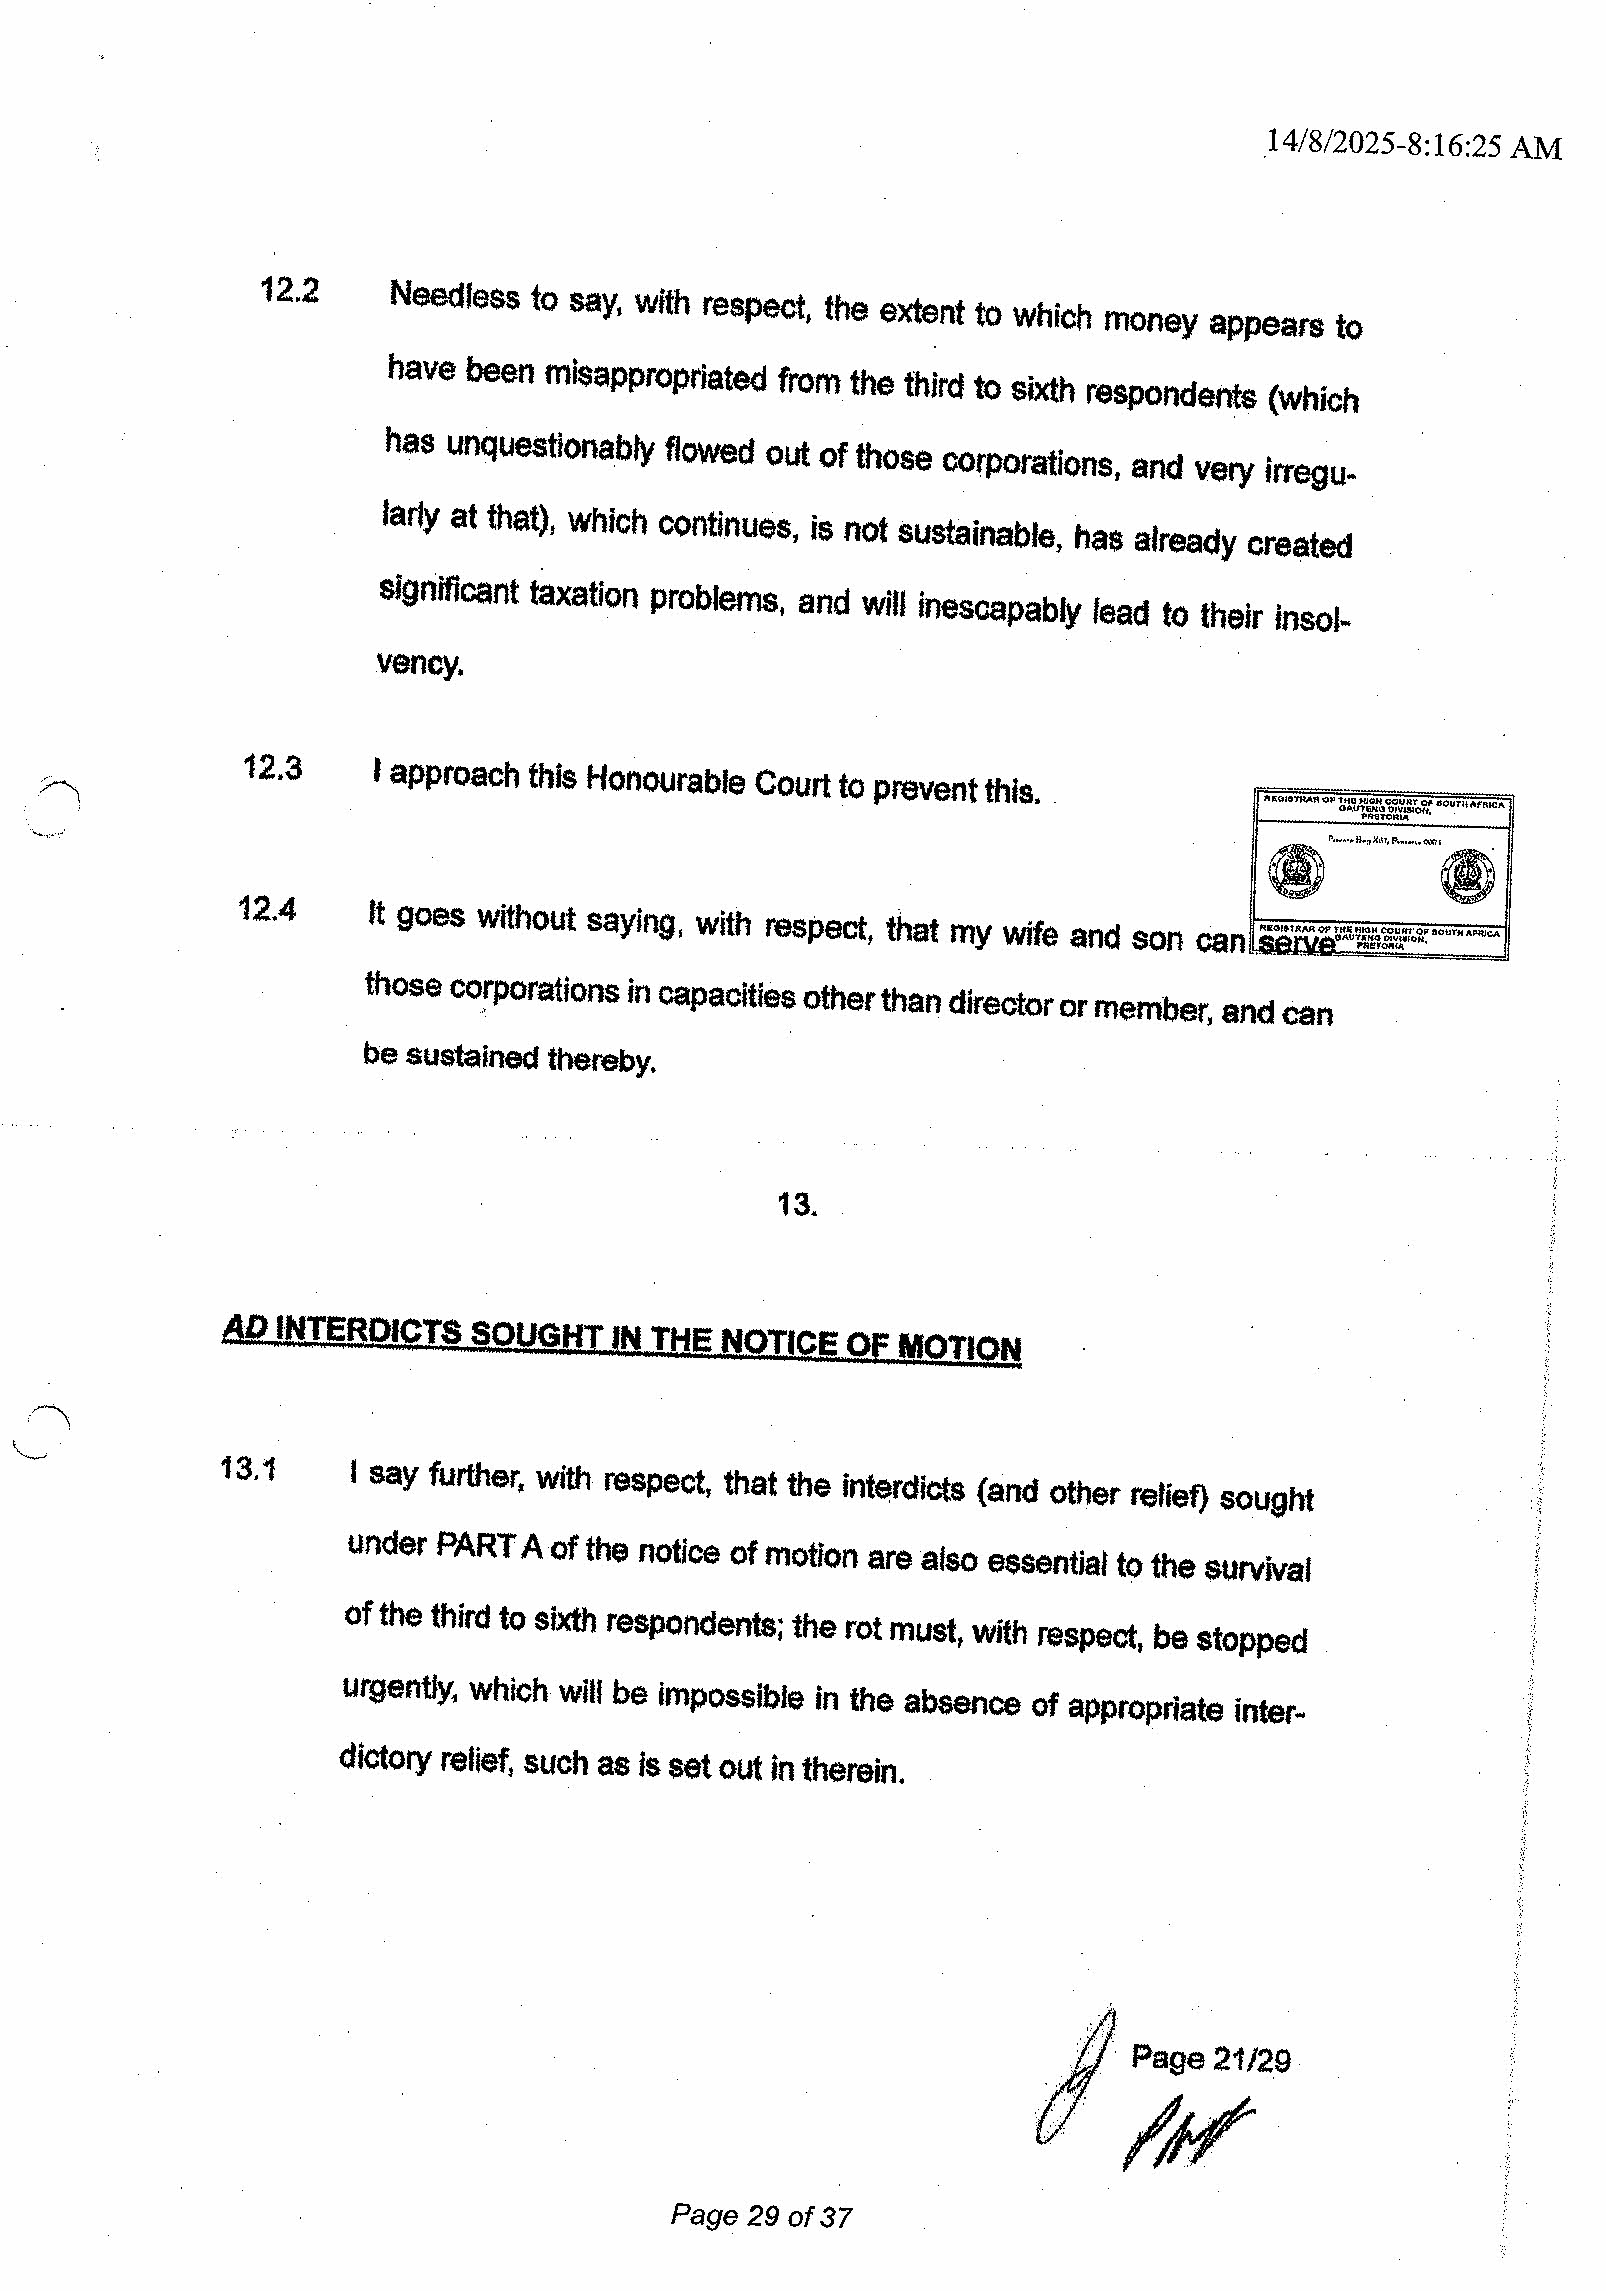 14/8/2025-8:16:25 AM
12.2 Needless to say, with respect, the extent to which money appears to
have been misappropriated from the third to sixth respondents (which
has unquestionably flowed out of those corporations, and very irregu-
larly at that), which continues, is not sustainable, has already created
significant taxation problems, and will inescapably lead to their insol-
vency.
12.3 I approach this Honourable Court to prevent this.
REGISTRAR OF THE HIGH COURT OF SOUTH AFRICA
GAUTENG DIVISION,
PRETORIA
12.4 It goes without saying, with respect, that my wife and son can serve
REGISTRAR OF THE HIGH COURT OF SOUTH AFRICA
GAUTENG DIVISION,
PRETORIA
those corporations in capacities other than director or member, and can
be sustained thereby.
13.
AD INTERDICTS SOUGHT IN THE NOTICE OF MOTION
13.1 I say further, with respect, that the interdicts (and other relief) sought
under PART A of the notice of motion are also essential to the survival
of the third to sixth respondents; the rot must, with respect, be stopped
urgently, which will be impossible in the absence of appropriate inter-
dictory relief, such as is set out in therein.
Page 21/29
Page 29 of 37